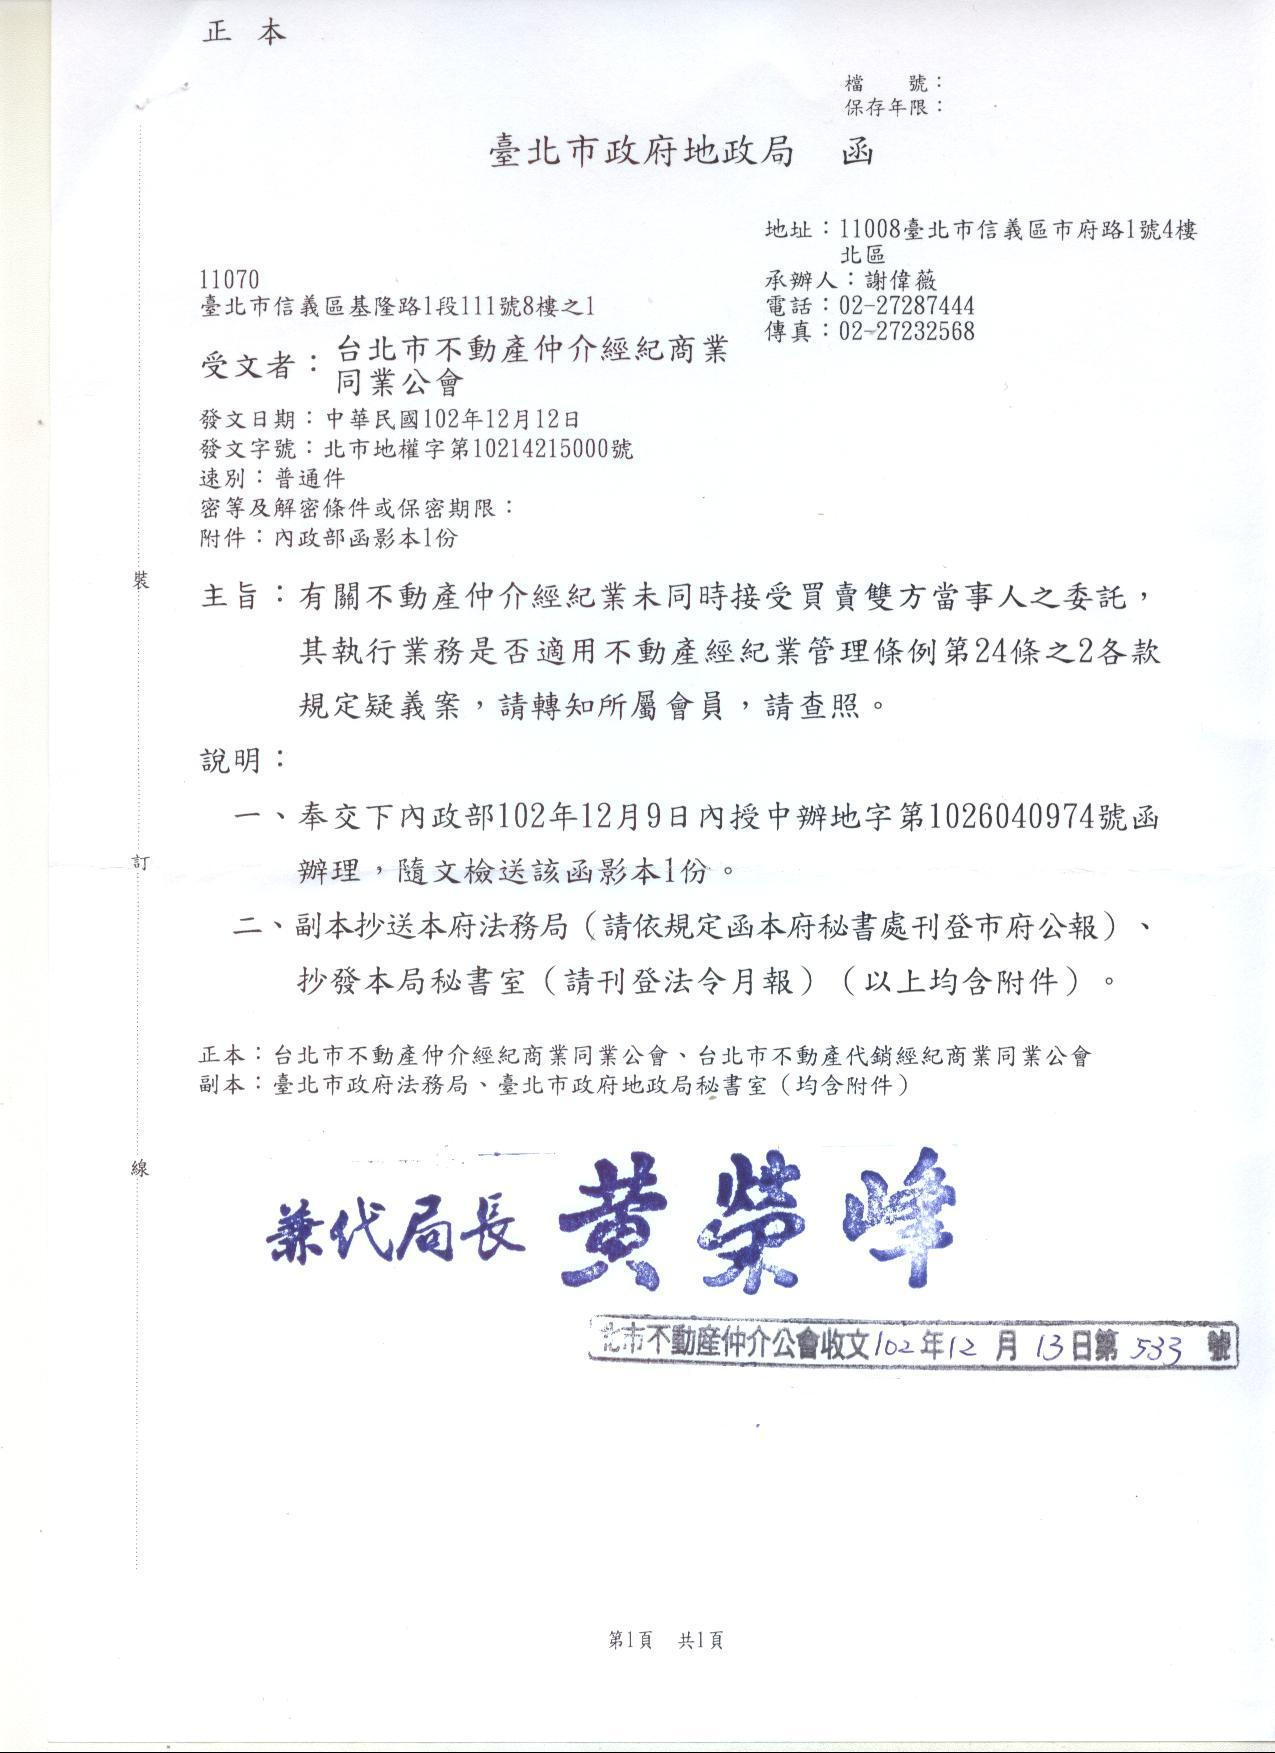 正 本
檔 號：
保存年限：
臺北市政府地政局 函
地址：11008臺北市信義區市府路1號4樓
北區
承辦人：謝偉薇
電話：02-27287444
傳真：02-27232568
11070
臺北市信義區基隆路1段111號8樓之1
受文者：台北市不動產仲介經紀商業
同業公會
發文日期：中華民國102年12月12日
發文字號：北市地權字第10214215000號
速別：普通件
密等及解密條件或保密期限：
附件：內政部函影本1份
主旨：有關不動產仲介經紀業未同時接受買賣雙方當事人之委託，
其執行業務是否適用不動產經紀業管理條例第24條之2各款
規定疑義案，請轉知所屬會員，請查照。
說明：
一、奉交下內政部102年12月9日內授中辦地字第1026040974號函
辦理，隨文檢送該函影本1份。
二、副本抄送本府法務局（請依規定函本府秘書處刊登市府公報）、
抄發本局秘書室（請刊登法令月報）（以上均含附件）。
正本：台北市不動產仲介經紀商業同業公會、台北市不動產代銷經紀商業同業公會
副本：臺北市政府法務局、臺北市政府地政局秘書室（均含附件）
裝
訂
線
兼代局長 黃榮峰
北市不動產仲介公會收文102年12月13日第533號
第1頁 共1頁